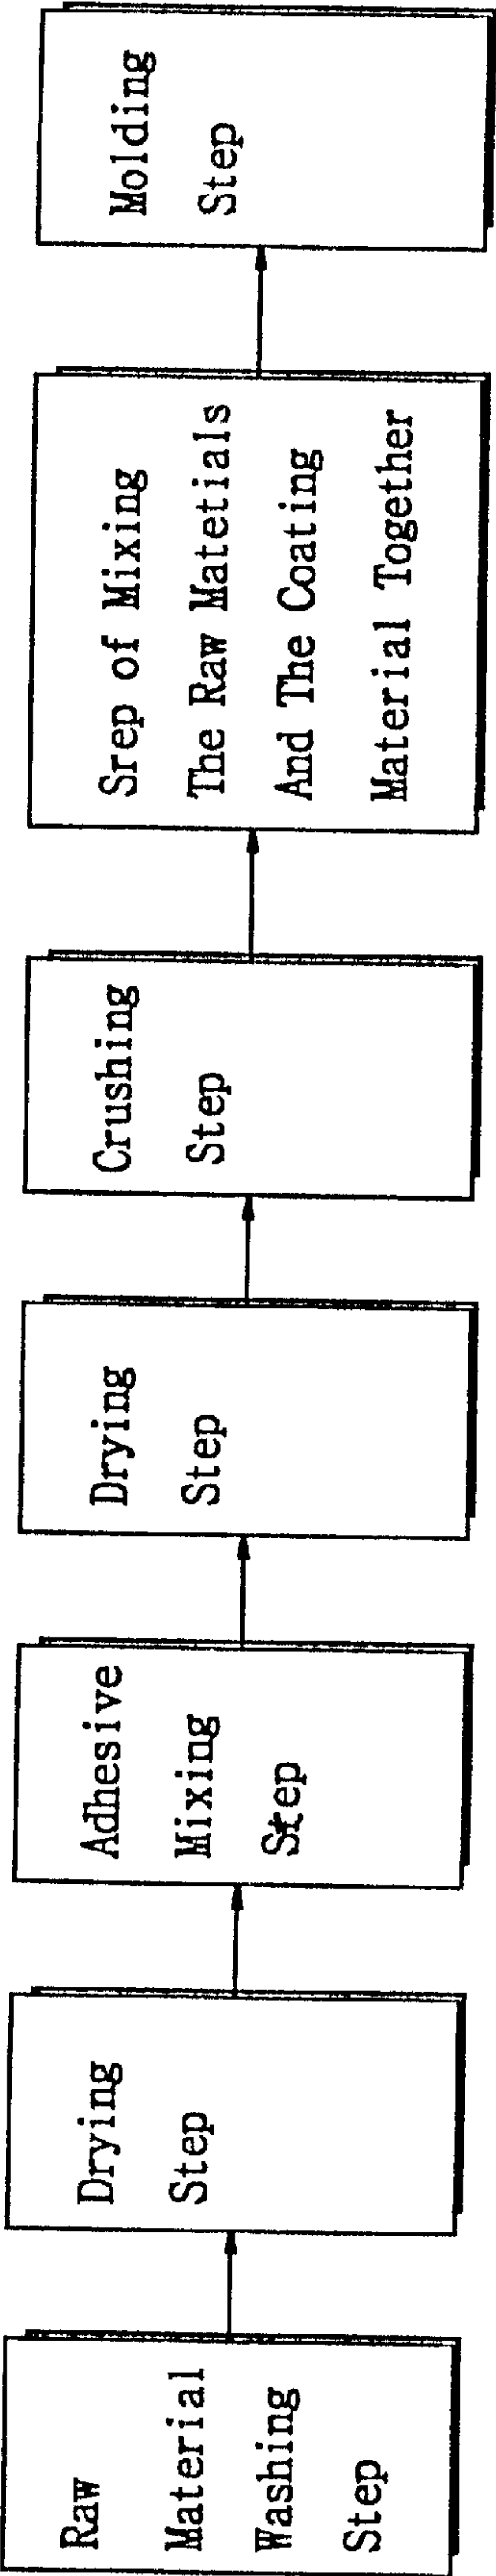 Raw
Material
Washing
Step
Drying
Step
Adhesive
Mixing
Step
Drying
Step
Crushing
Step
Srep of Mixing
The Raw Matetials
And The Coating
Material Together
Molding
Step